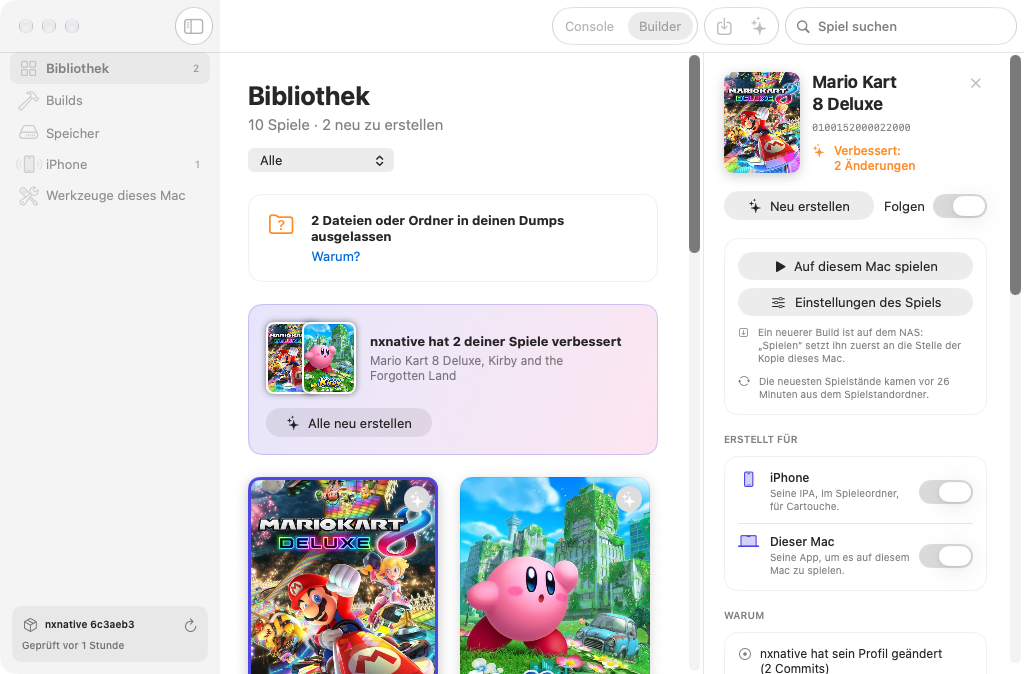 Console
Builder
Spiel suchen
Bibliothek
2
Builds
Speicher
iPhone
1
Werkzeuge dieses Mac
nxnative 6c3aeb3
Geprüft vor 1 Stunde
Bibliothek
10 Spiele · 2 neu zu erstellen
Alle
2 Dateien oder Ordner in deinen Dumps
ausgelassen
Warum?
nxnative hat 2 deiner Spiele verbessert
Mario Kart 8 Deluxe, Kirby and the
Forgotten Land
Alle neu erstellen
MARIOKART 8
DELUXE
MARIOKART 8
DELUXE
Mario Kart
8 Deluxe
0100152000022000
Verbessert:
2 Änderungen
Neu erstellen
Folgen
Auf diesem Mac spielen
Einstellungen des Spiels
Ein neuerer Build ist auf dem NAS:
„Spielen“ setzt ihn zuerst an die Stelle der
Kopie dieses Mac.
Die neuesten Spielstände kamen vor 26
Minuten aus dem Spielstandordner.
ERSTELLT FÜR
iPhone
Seine IPA, im Spieleordner,
für Cartouche.
Dieser Mac
Seine App, um es auf diesem
Mac zu spielen.
WARUM
nxnative hat sein Profil geändert
(2 Commits)